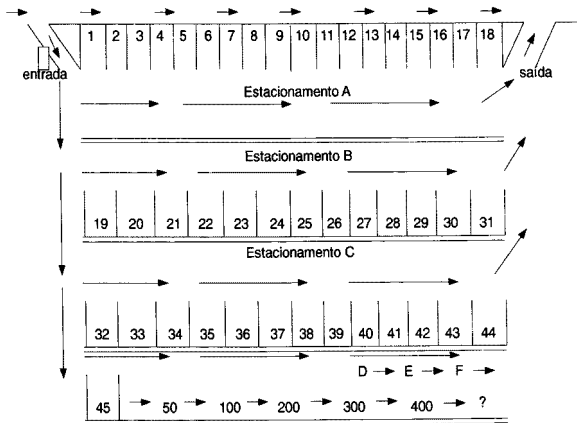 1 2 3 4 5 6 7 8 9 10 11 12 13 14 15 16 17 18
entrada saída
Estacionamento A
Estacionamento B
19 20 21 22 23 24 25 26 27 28 29 30 31
Estacionamento C
32 33 34 35 36 37 38 39 40 41 42 43 44
D E F
45 50 100 200 300 400 ?